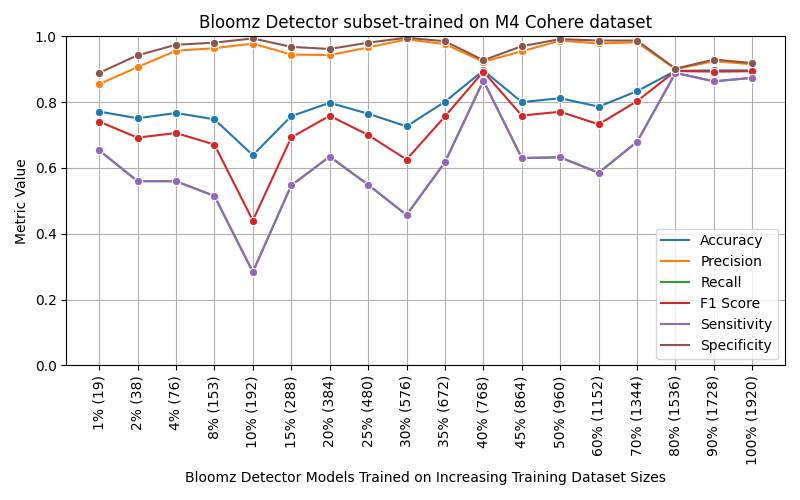 Bloomz Detector subset-trained on M4 Cohere dataset
Metric Value
1.0
0.8
0.6
0.4
0.2
0.0
Accuracy
Precision
Recall
F1 Score
Sensitivity
Specificity
1% (19)
2% (38)
4% (76)
8% (153)
10% (192)
15% (288)
20% (384)
25% (480)
30% (576)
35% (672)
40% (768)
45% (864)
50% (960)
60% (1152)
70% (1344)
80% (1536)
90% (1728)
100% (1920)
Bloomz Detector Models Trained on Increasing Training Dataset Sizes